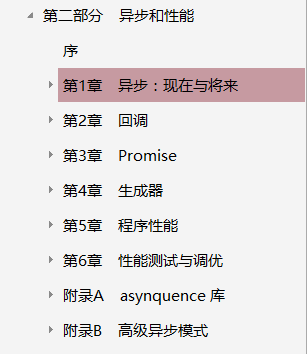 第二部分 异步和性能
序
第1章 异步：现在与将来
第2章 回调
第3章 Promise
第4章 生成器
第5章 程序性能
第6章 性能测试与调优
附录A asynquence 库
附录B 高级异步模式